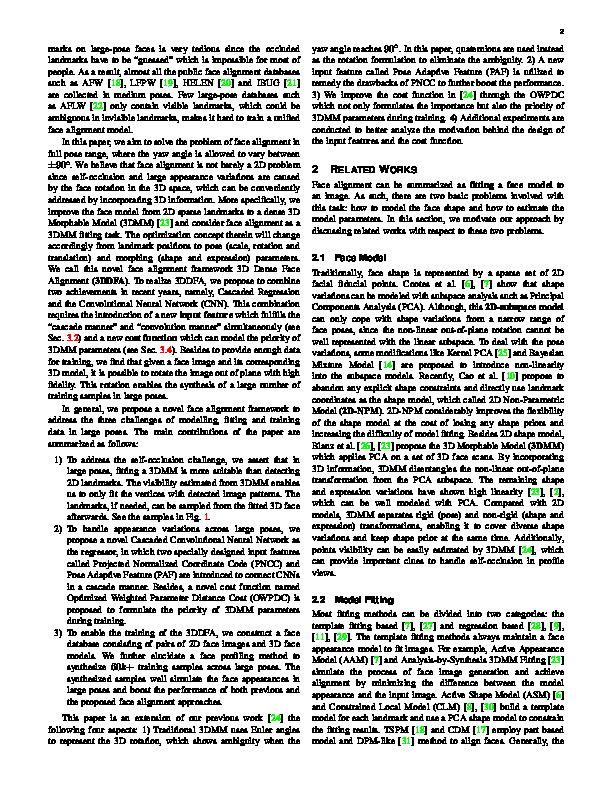 2
marks on large-pose faces is very tedious since the occluded
landmarks have to be "guessed" which is impossible for most of
people. As a result, almost all the public face alignment databases
such as AFW [18], LFPW [19], HELEN [20] and IBUG [21]
are collected in medium poses. Few large-pose databases such
as AFLW [22] only contain visible landmarks, which could be
ambiguous in invisible landmarks, makes it hard to train a unified
face alignment model.
In this paper, we aim to solve the problem of face alignment in
full pose range, where the yaw angle is allowed to vary between
±90°. We believe that face alignment is not barely a 2D problem
since self-occlusion and large appearance variations are caused
by the face rotation in the 3D space, which can be conveniently
addressed by incorporating 3D information. More specifically, we
improve the face model from 2D sparse landmarks to a dense 3D
Morphable Model (3DMM) [23] and consider face alignment as a
3DMM fitting task. The optimization concept therein will change
accordingly from landmark positions to pose (scale, rotation and
translation) and morphing (shape and expression) parameters.
We call this novel face alignment framework 3D Dense Face
Alignment (3DDFA). To realize 3DDFA, we propose to combine
two achievements in recent years, namely, Cascaded Regression
and the Convolutional Neural Network (CNN). This combination
requires the introduction of a new input feature which fulfills the
"cascade manner" and "convolution manner" simultaneously (see
Sec. 3.2) and a new cost function which can model the priority of
3DMM parameters (see Sec. 3.4). Besides to provide enough data
for training, we find that given a face image and its corresponding
3D model, it is possible to rotate the image out of plane with high
fidelity. This rotation enables the synthesis of a large number of
training samples in large poses.
In general, we propose a novel face alignment framework to
address the three challenges of modelling, fitting and training
data in large poses. The main contributions of the paper are
summarized as follows:
1) To address the self-occlusion challenge, we assert that in
large poses, fitting a 3DMM is more suitable than detecting
2D landmarks. The visibility estimated from 3DMM enables
us to only fit the vertices with detected image patterns. The
landmarks, if needed, can be sampled from the fitted 3D face
afterwards. See the samples in Fig. 1.
2) To handle appearance variations across large poses, we
propose a novel Cascaded Convolutional Neural Network as
the regressor, in which two specially designed input features
called Projected Normalized Coordinate Code (PNCC) and
Pose Adaptive Feature (PAF) are introduced to connect CNNs
in a cascade manner. Besides, a novel cost function named
Optimized Weighted Parameter Distance Cost (OWPDC) is
proposed to formulate the priority of 3DMM parameters
during training.
3) To enable the training of the 3DDFA, we construct a face
database consisting of pairs of 2D face images and 3D face
models. We further elucidate a face profiling method to
synthesize 60k+ training samples across large poses. The
synthesized samples well simulate the face appearances in
large poses and boost the performance of both previous and
the proposed face alignment approaches.
This paper is an extension of our previous work [24] the
following four aspects: 1) Traditional 3DMM uses Euler angles
to represent the 3D rotation, which shows ambiguity when the
yaw angle reaches 90°. In this paper, quaternions are used instead
as the rotation formulation to eliminate the ambiguity. 2) A new
input feature called Pose Adaptive Feature (PAF) is utilized to
remedy the drawbacks of PNCC to further boost the performance.
3) We improve the cost function in [24] through the OWPDC
which not only formulates the importance but also the priority of
3DMM parameters during training. 4) Additional experiments are
conducted to better analyze the motivation behind the design of
the input features and the cost function.
2 RELATED WORKS
Face alignment can be summarized as fitting a face model to
an image. As such, there are two basic problems involved with
this task: how to model the face shape and how to estimate the
model parameters. In this section, we motivate our approach by
discussing related works with respect to these two problems.
2.1 Face Model
Traditionally, face shape is represented by a sparse set of 2D
facial fiducial points. Cootes et al. [6], [7] show that shape
variations can be modeled with subspace analysis such as Principal
Components Analysis (PCA). Although, this 2D-subspace model
can only cope with shape variations from a narrow range of
face poses, since the non-linear out-of-plane rotation cannot be
well represented with the linear subspace. To deal with the pose
variations, some modifications like Kernel PCA [25] and Bayesian
Mixture Model [14] are proposed to introduce non-linearity
into the subspace models. Recently, Cao et al. [10] propose to
abandon any explicit shape constraints and directly use landmark
coordinates as the shape model, which called 2D Non-Parametric
Model (2D-NPM). 2D-NPM considerably improves the flexibility
of the shape model at the cost of losing any shape priors and
increasing the difficulty of model fitting. Besides 2D shape model,
Blanz et al. [26], [23] propose the 3D Morphable Model (3DMM)
which applies PCA on a set of 3D face scans. By incorporating
3D information, 3DMM disentangles the non-linear out-of-plane
transformation from the PCA subspace. The remaining shape
and expression variations have shown high linearity [23], [2],
which can be well modeled with PCA. Compared with 2D
models, 3DMM separates rigid (pose) and non-rigid (shape and
expression) transformations, enabling it to cover diverse shape
variations and keep shape prior at the same time. Additionally,
points visibility can be easily estimated by 3DMM [24], which
can provide important clues to handle self-occlusion in profile
views.
2.2 Model Fitting
Most fitting methods can be divided into two categories: the
template fitting based [7], [27] and regression based [28], [9],
[11], [29]. The template fitting methods always maintain a face
appearance model to fit images. For example, Active Appearance
Model (AAM) [7] and Analysis-by-Synthesis 3DMM Fitting [23]
simulate the process of face image generation and achieve
alignment by minimizing the difference between the model
appearance and the input image. Active Shape Model (ASM) [6]
and Constrained Local Model (CLM) [8], [30] build a template
model for each landmark and use a PCA shape model to constrain
the fitting results. TSPM [18] and CDM [17] employ part based
model and DPM-like [31] method to align faces. Generally, the